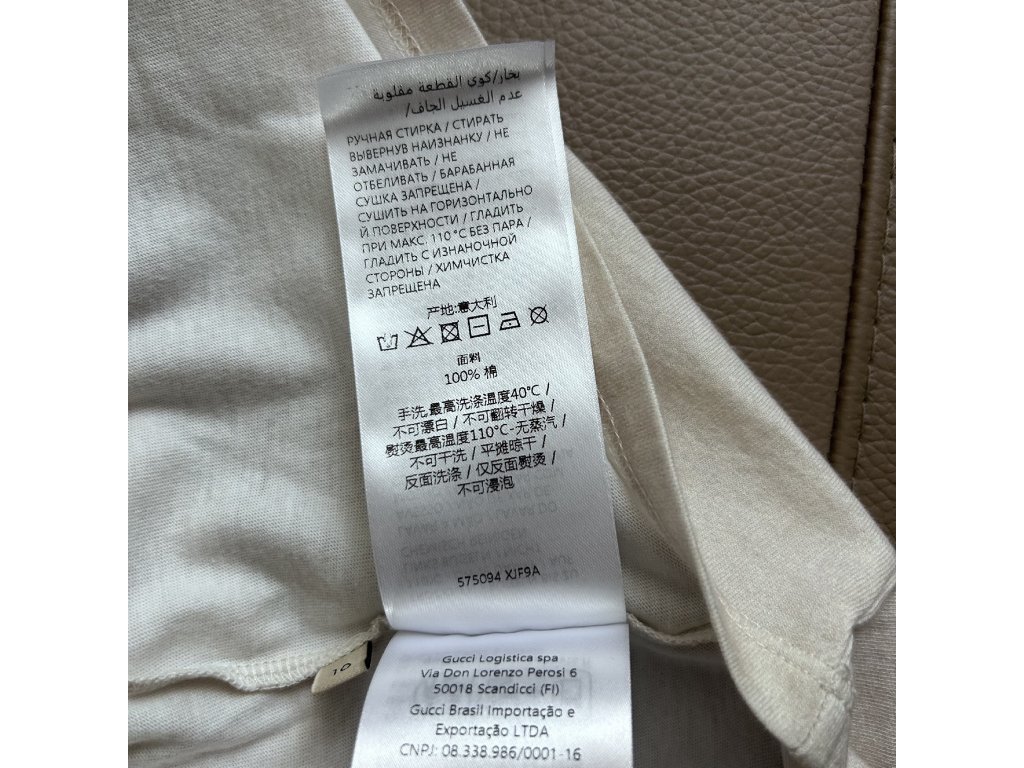 بخار/كوي القطعة مقلوبة
عدم الغسيل الجاف/
РУЧНАЯ СТИРКА / СТИРАТЬ
ВЫВЕРНУВ НАИЗНАНКУ / НЕ
ЗАМАЧИВАТЬ / НЕ
ОТБЕЛИВАТЬ / БАРАБАННАЯ
СУШКА ЗАПРЕЩЕНА /
СУШИТЬ НА ГОРИЗОНТАЛЬНО
Й ПОВЕРХНОСТИ / ГЛАДИТЬ
ПРИ МАКС. 110 °С БЕЗ ПАРА /
ГЛАДИТЬ С ИЗНАНОЧНОЙ
СТОРОНЫ / ХИМЧИСТКА
ЗАПРЕЩЕНА
产地:意大利
面料
100% 棉
手洗,最高洗涤温度40°C /
不可漂白 / 不可翻转干燥 /
熨烫最高温度110°C-无蒸汽 /
不可干洗 / 平摊晾干 /
反面洗涤 / 仅反面熨烫 /
不可浸泡
575094 XJF9A
10
Gucci Logistica spa
Via Don Lorenzo Perosi 6
50018 Scandicci (FI)
Gucci Brasil Importação e
Exportação LTDA
CNPJ: 08.338.986/0001-16